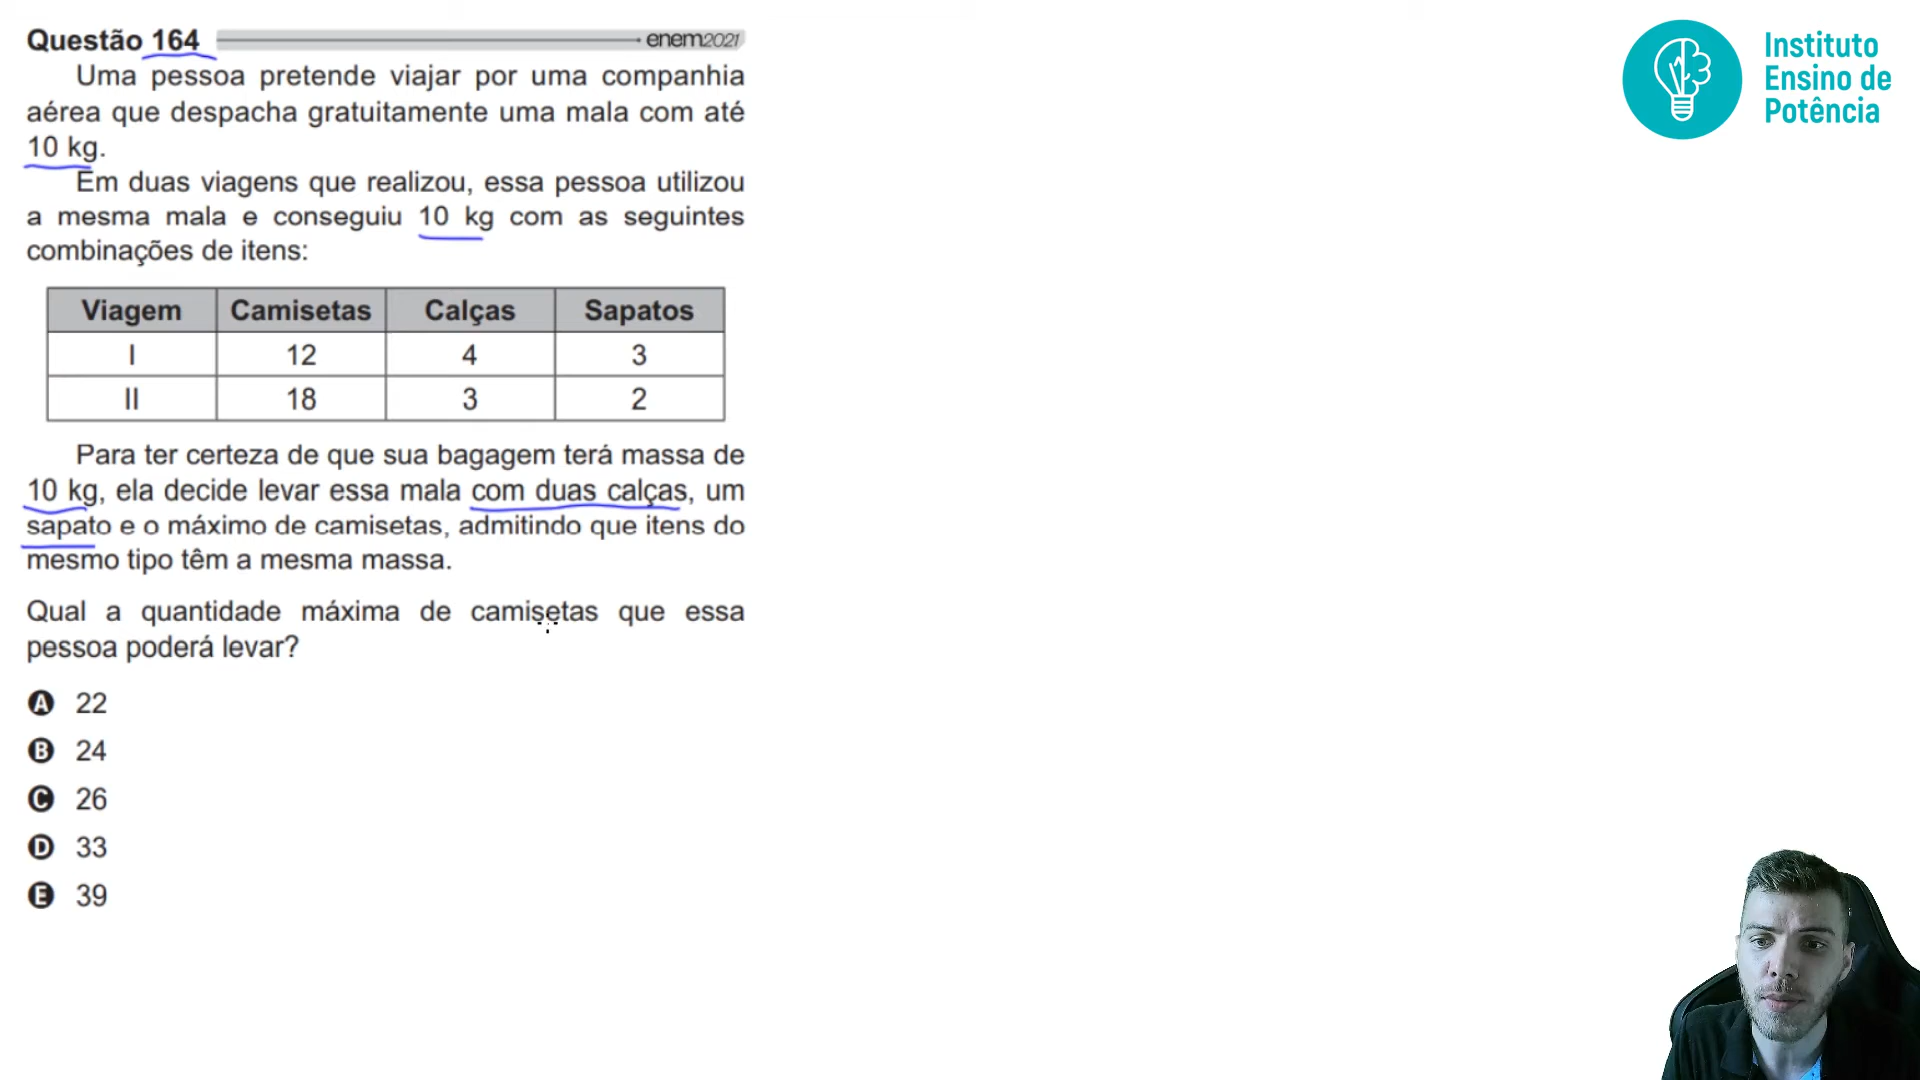 Questão 164
enem2021
Uma pessoa pretende viajar por uma companhia
aérea que despacha gratuitamente uma mala com até
10 kg.
Em duas viagens que realizou, essa pessoa utilizou
a mesma mala e conseguiu 10 kg com as seguintes
combinações de itens:
Viagem Camisetas Calças Sapatos
I 12 4 3
II 18 3 2
Para ter certeza de que sua bagagem terá massa de
10 kg, ela decide levar essa mala com duas calças, um
sapato e o máximo de camisetas, admitindo que itens do
mesmo tipo têm a mesma massa.
Qual a quantidade máxima de camisetas que essa
pessoa poderá levar?
A 22
B 24
C 26
D 33
E 39
Instituto
Ensino de
Potência